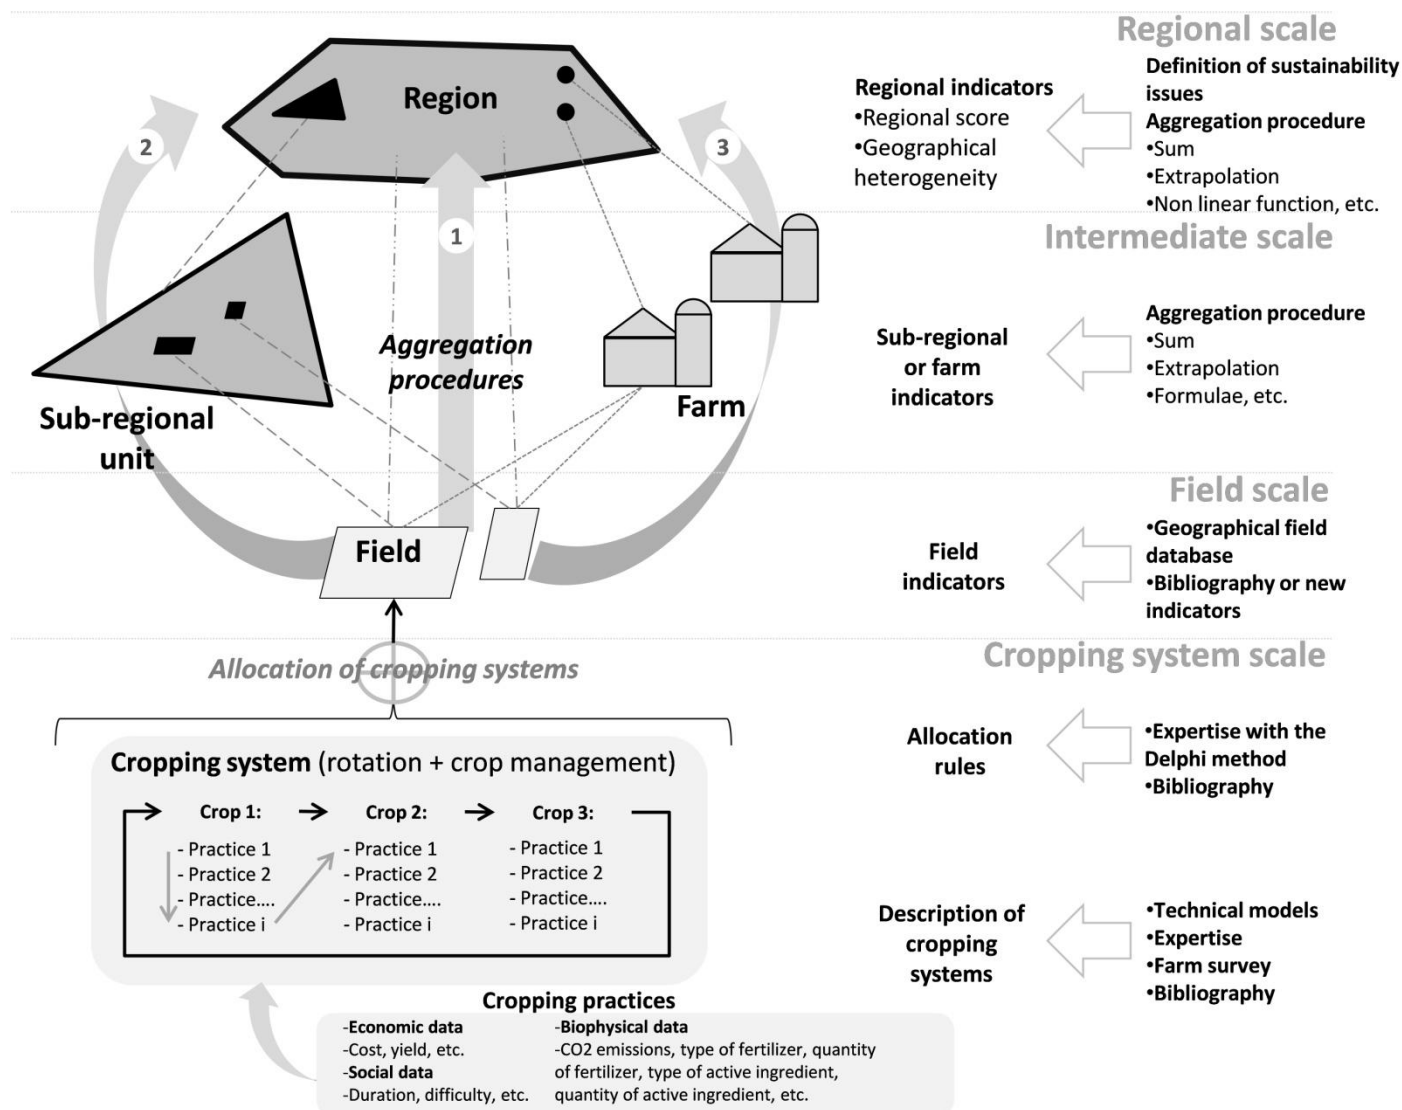 Regional scale
Region
Regional indicators
•Regional score
•Geographical
heterogeneity
Definition of sustainability
issues
Aggregation procedure
•Sum
•Extrapolation
•Non linear function, etc.
2
3
1
Intermediate scale
Aggregation
procedures
Sub-regional
unit
Farm
Sub-regional
or farm
indicators
Aggregation procedure
•Sum
•Extrapolation
•Formulae, etc.
Field scale
Field
Field
indicators
•Geographical field
database
•Bibliography or new
indicators
Cropping system scale
Allocation of cropping systems
Allocation
rules
•Expertise with the
Delphi method
•Bibliography
Cropping system (rotation + crop management)
Crop 1:
- Practice 1
- Practice 2
- Practice....
- Practice i
Crop 2:
- Practice 1
- Practice 2
- Practice....
- Practice i
Crop 3:
- Practice 1
- Practice 2
- Practice....
- Practice i
Description of
cropping
systems
•Technical models
•Expertise
•Farm survey
•Bibliography
Cropping practices
-Economic data
-Cost, yield, etc.
-Social data
-Duration, difficulty, etc.
-Biophysical data
-CO2 emissions, type of fertilizer, quantity
of fertilizer, type of active ingredient,
quantity of active ingredient, etc.